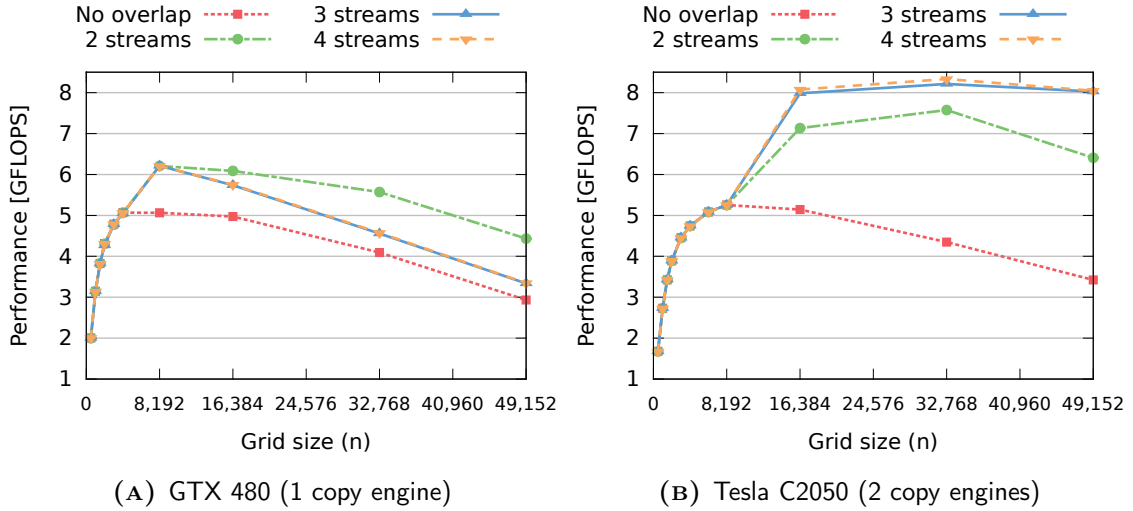 No overlap
2 streams
3 streams
4 streams
Performance [GFLOPS]
8
7
6
5
4
3
2
1
0
8,192
16,384
24,576
32,768
40,960
49,152
Grid size (n)
(A) GTX 480 (1 copy engine)
No overlap
2 streams
3 streams
4 streams
Performance [GFLOPS]
8
7
6
5
4
3
2
1
0
8,192
16,384
24,576
32,768
40,960
49,152
Grid size (n)
(B) Tesla C2050 (2 copy engines)